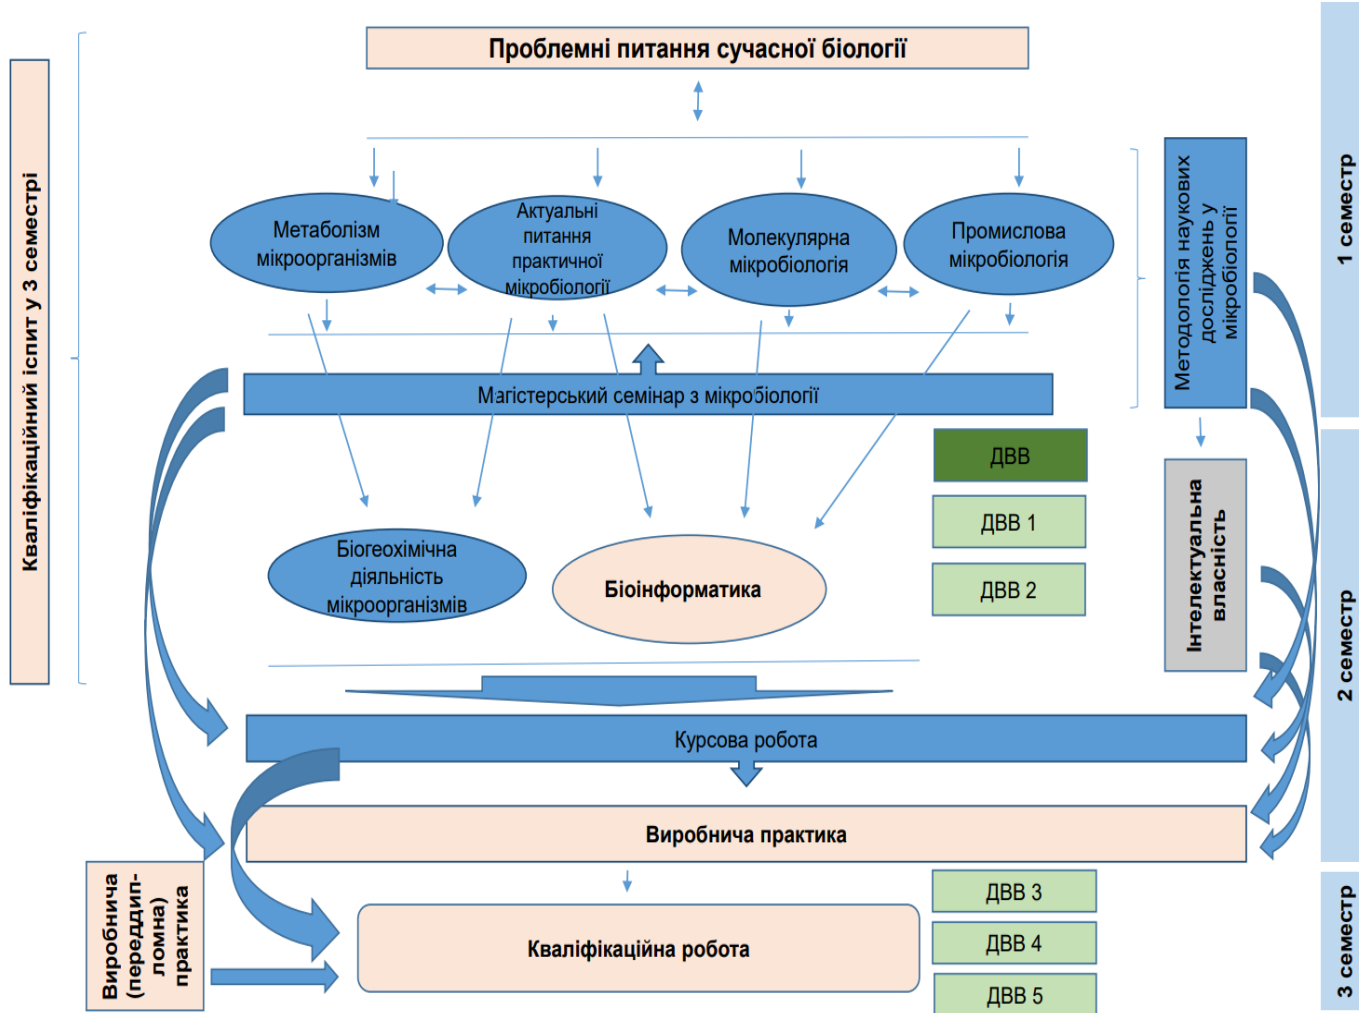 Проблемні питання сучасної біології
Кваліфікаційний іспит у 3 семестрі
1 семестр
Методологія наукових
досліджень у
мікробіології
Метаболізм
мікроорганізмів
Актуальні
питання
практичної
мікробіології
Молекулярна
мікробіологія
Промислова
мікробіологія
Магістерський семінар з мікробіології
2 семестр
ДВВ
ДВВ 1
ДВВ 2
Інтелектуальна
власність
Біогеохімічна
діяльність
мікроорганізмів
Біоінформатика
Курсова робота
Виробнича практика
Виробнича
(переддип-
ломна)
практика
Кваліфікаційна робота
ДВВ 3
ДВВ 4
ДВВ 5
3 семестр